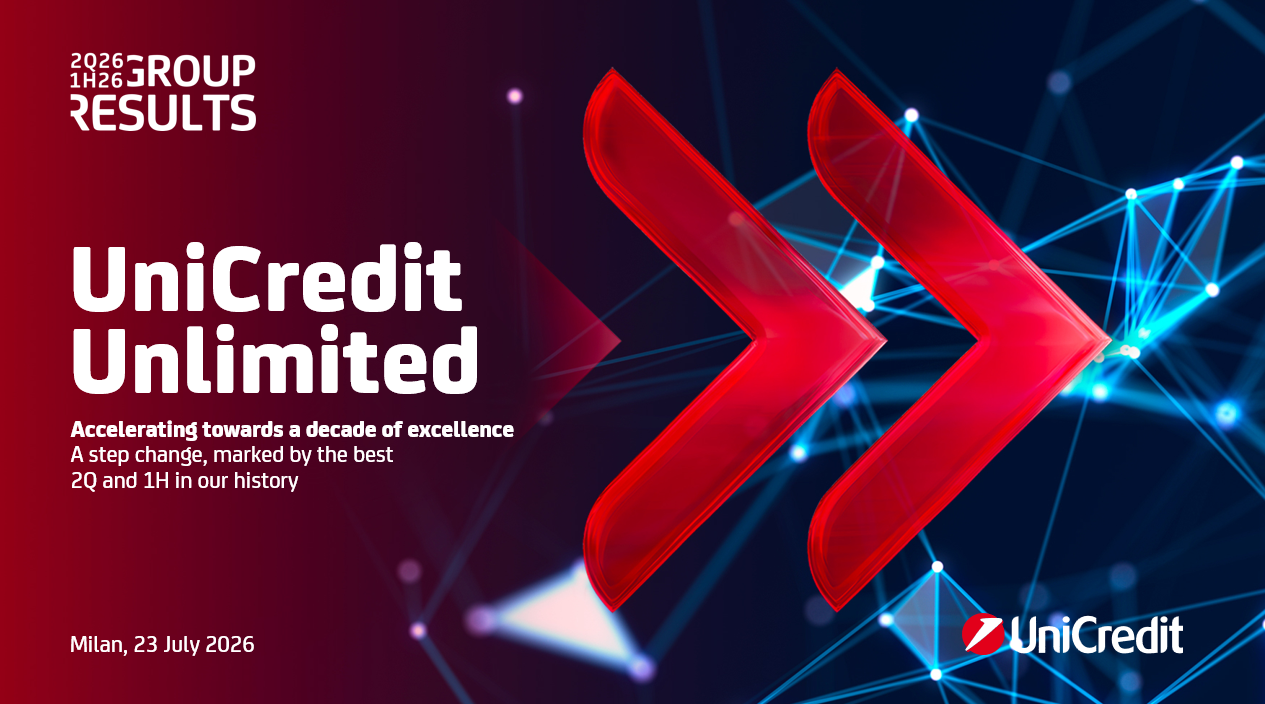 2Q26
1H26 GROUP
RESULTS
UniCredit
Unlimited
Accelerating towards a decade of excellence
A step change, marked by the best
2Q and 1H in our history
Milan, 23 July 2026
UniCredit